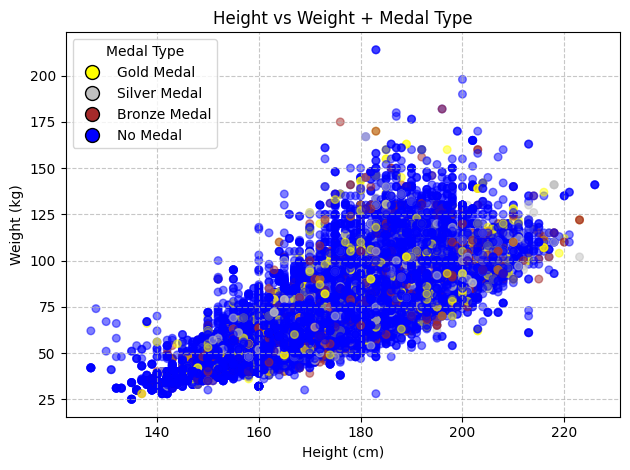 Height vs Weight + Medal Type
Medal Type
Gold Medal
Silver Medal
Bronze Medal
No Medal
Weight (kg)
200
175
150
125
100
75
50
25
140 160 180 200 220
Height (cm)